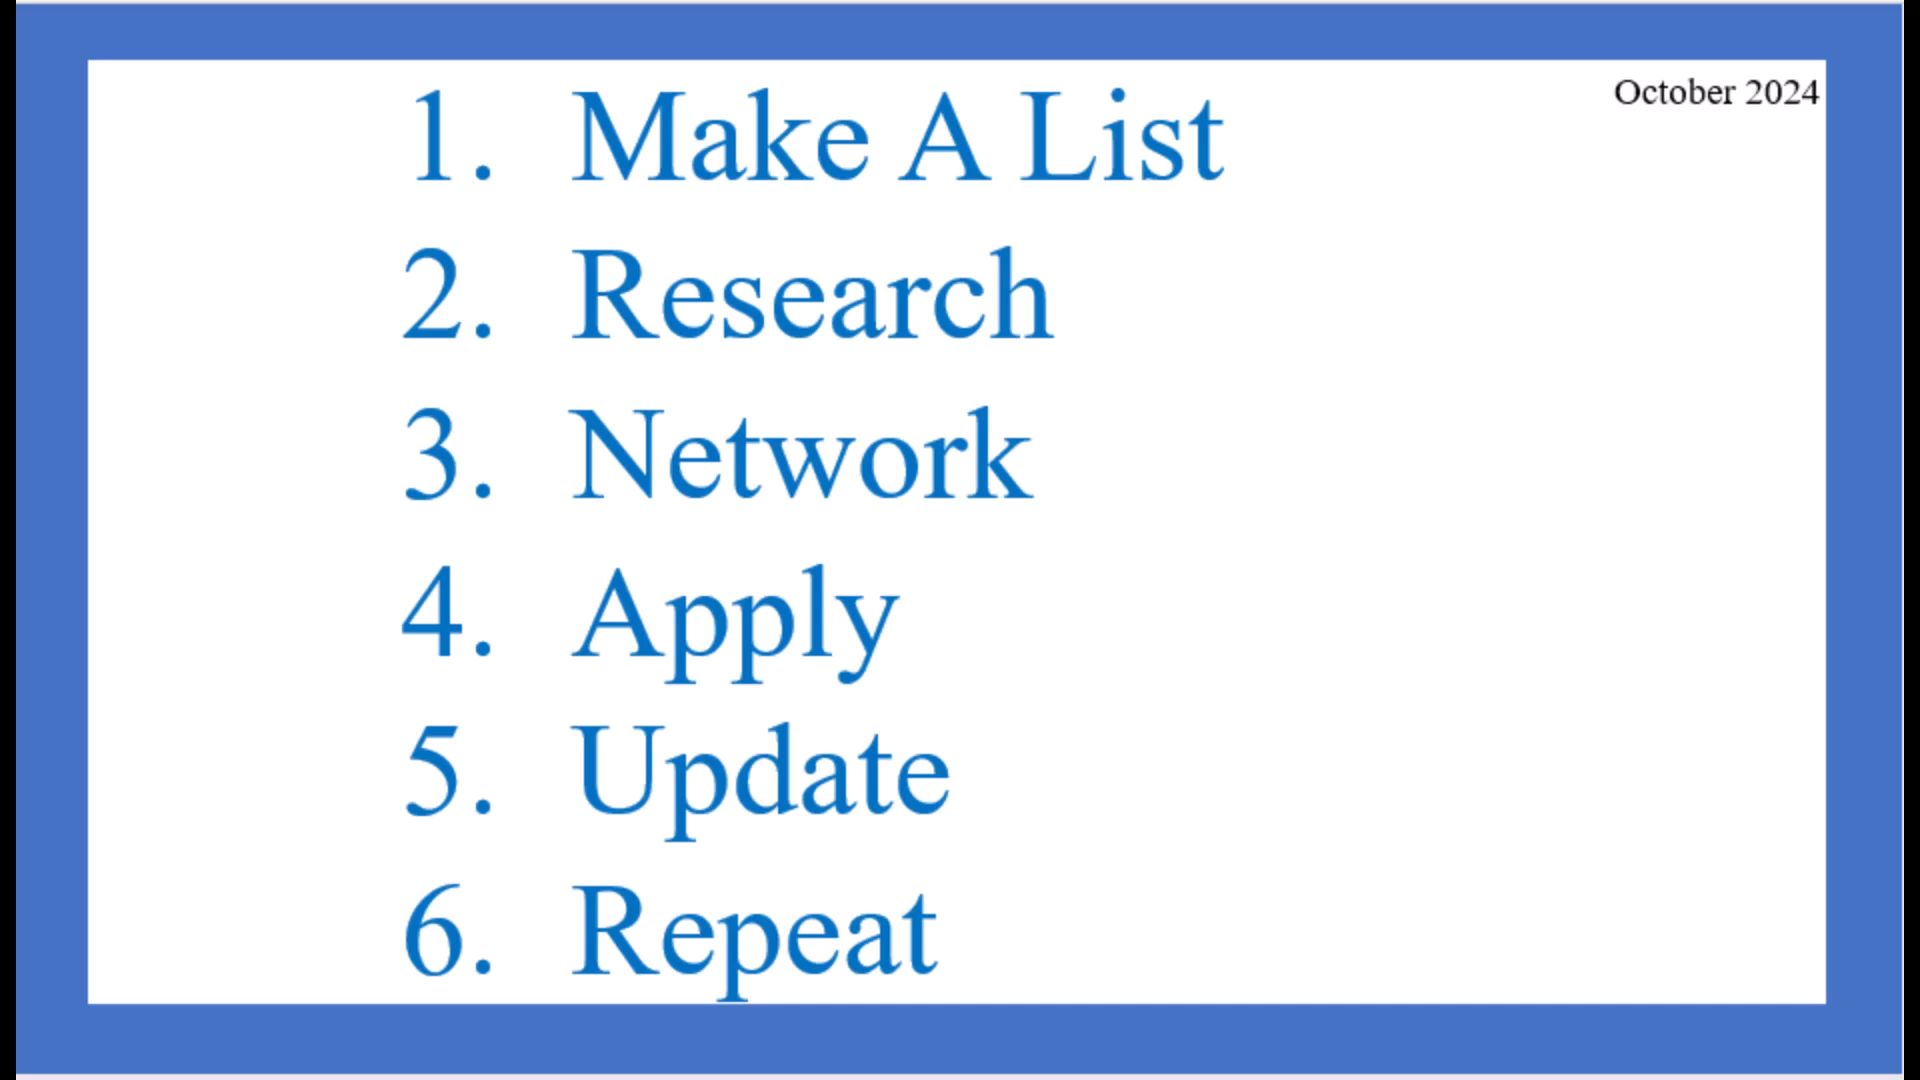 October 2024
1. Make A List
2. Research
3. Network
4. Apply
5. Update
6. Repeat